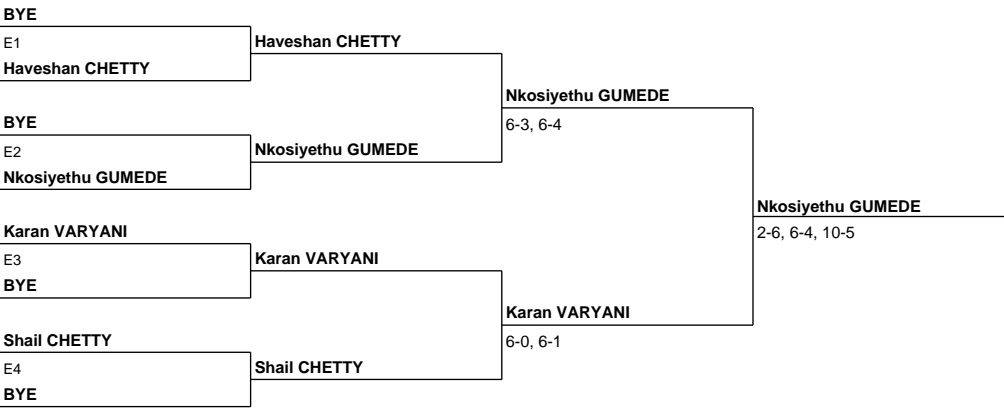 BYE
E1
Haveshan CHETTY
Haveshan CHETTY
BYE
E2
Nkosiyethu GUMEDE
Nkosiyethu GUMEDE
Nkosiyethu GUMEDE
6-3, 6-4
Karan VARYANI
E3
BYE
Karan VARYANI
Shail CHETTY
E4
BYE
Shail CHETTY
Karan VARYANI
6-0, 6-1
Nkosiyethu GUMEDE
2-6, 6-4, 10-5